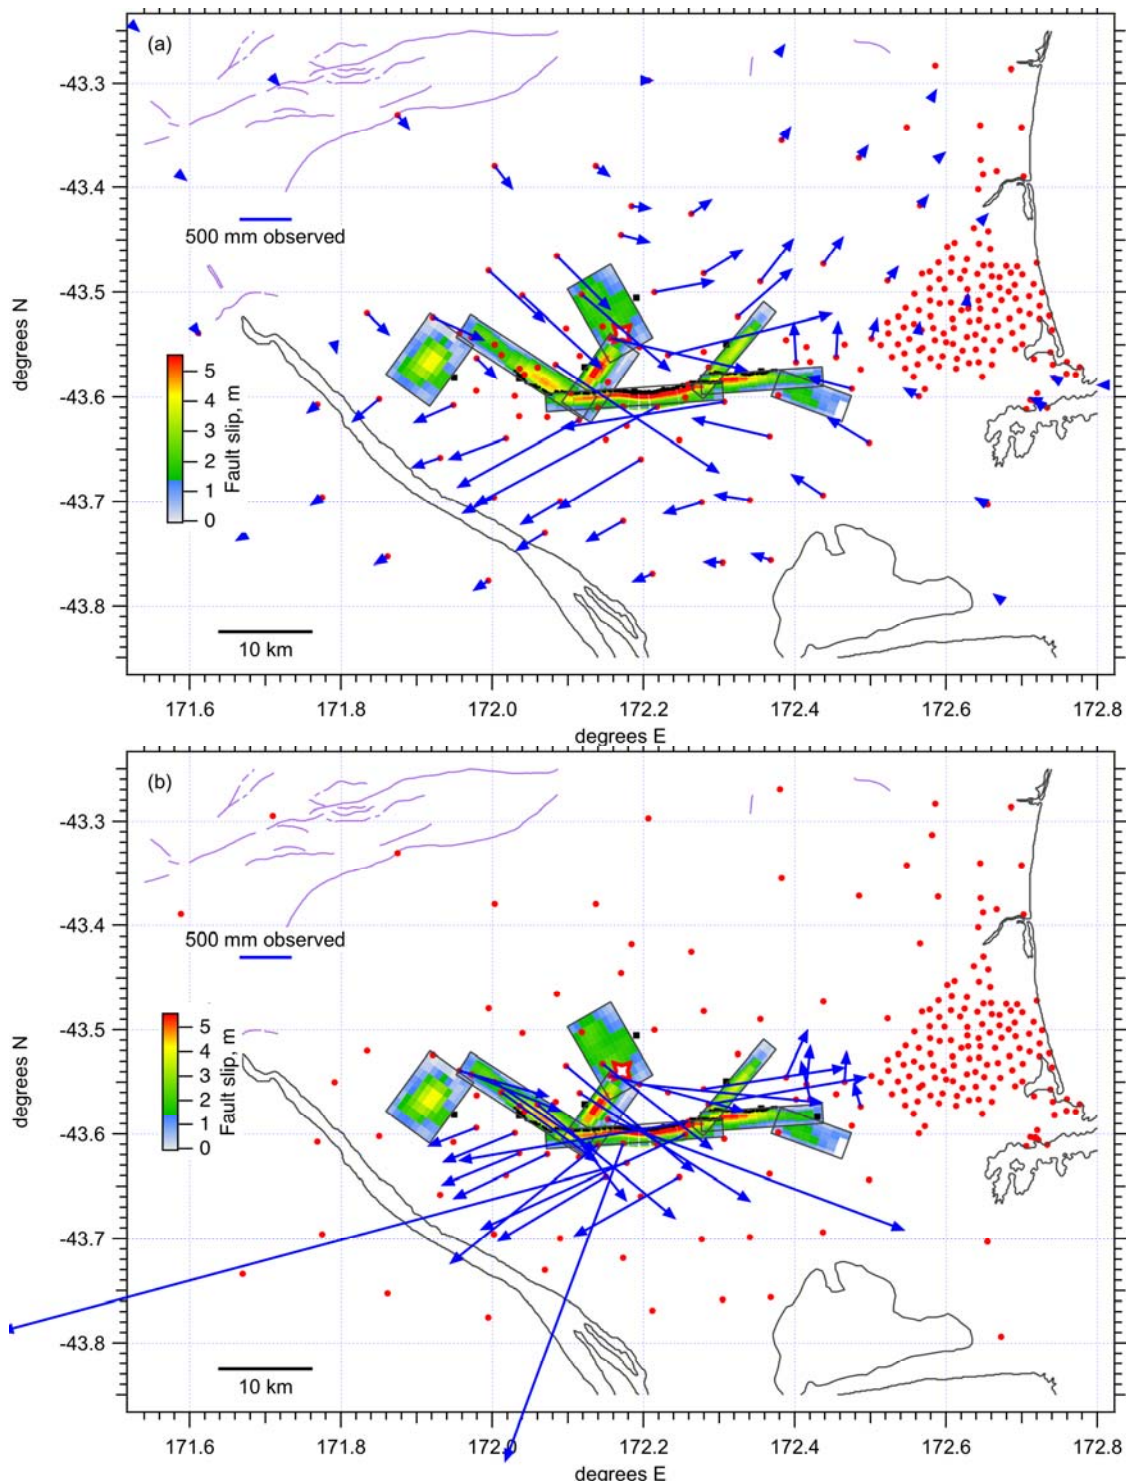 (a)
-43.3
-43.4
500 mm observed
-43.5
degrees N
5
4
3
2
1
0
Fault slip, m
-43.6
-43.7
-43.8
10 km
171.6 171.8 172.0 172.2 172.4 172.6 172.8
degrees E
(b)
-43.3
-43.4
500 mm observed
-43.5
degrees N
5
4
3
2
1
0
Fault slip, m
-43.6
-43.7
-43.8
10 km
171.6 171.8 172.0 172.2 172.4 172.6 172.8
degrees E